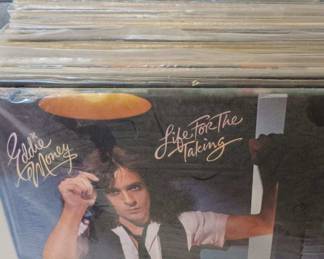 Eddie
Money
Life For The
Taking